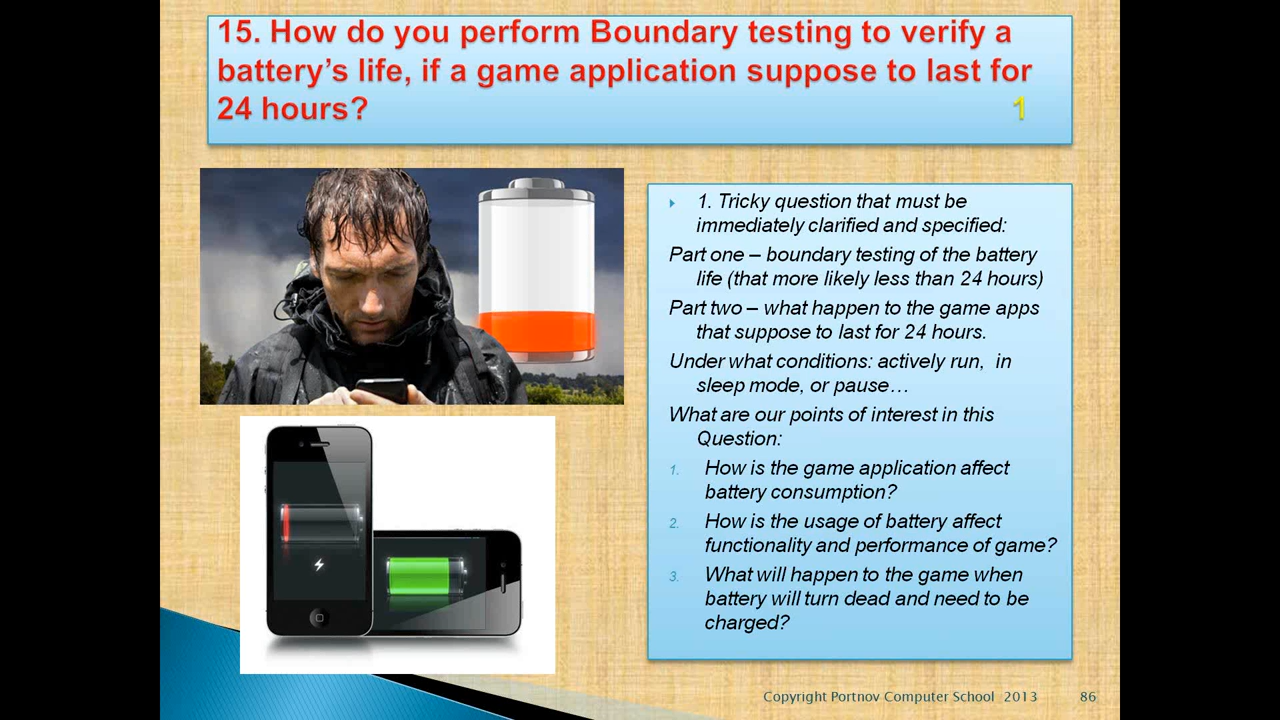 15. How do you perform Boundary testing to verify a
battery’s life, if a game application suppose to last for
24 hours? 1
1. Tricky question that must be
immediately clarified and specified:
Part one – boundary testing of the battery
life (that more likely less than 24 hours)
Part two – what happen to the game apps
that suppose to last for 24 hours.
Under what conditions: actively run, in
sleep mode, or pause…
What are our points of interest in this
Question:
1. How is the game application affect
battery consumption?
2. How is the usage of battery affect
functionality and performance of game?
3. What will happen to the game when
battery will turn dead and need to be
charged?
Copyright Portnov Computer School 2013 86